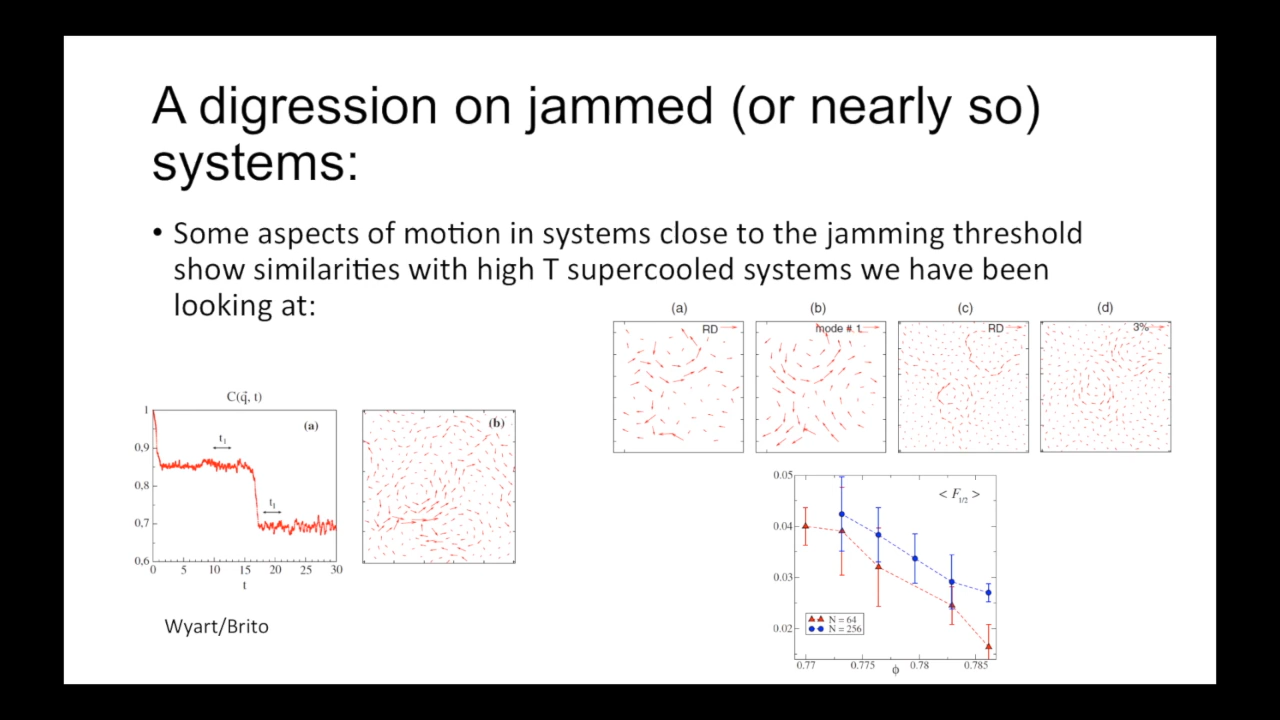 A digression on jammed (or nearly so)
systems:
• Some aspects of motion in systems close to the jamming threshold
show similarities with high T supercooled systems we have been
looking at:
(a) (b) (c) (d)
RD mode # 1 RD 3%
C(q⃗, t)
1
0,9
0,8
0,7
0,6
(a)
t₁
t₁
0 5 10 15 20 25 30
t
(b)
Wyart/Brito
0.05
0.04
0.03
0.02
< F₁/₂ >
N = 64
N = 256
0.77 0.775 0.78 0.785
ϕ